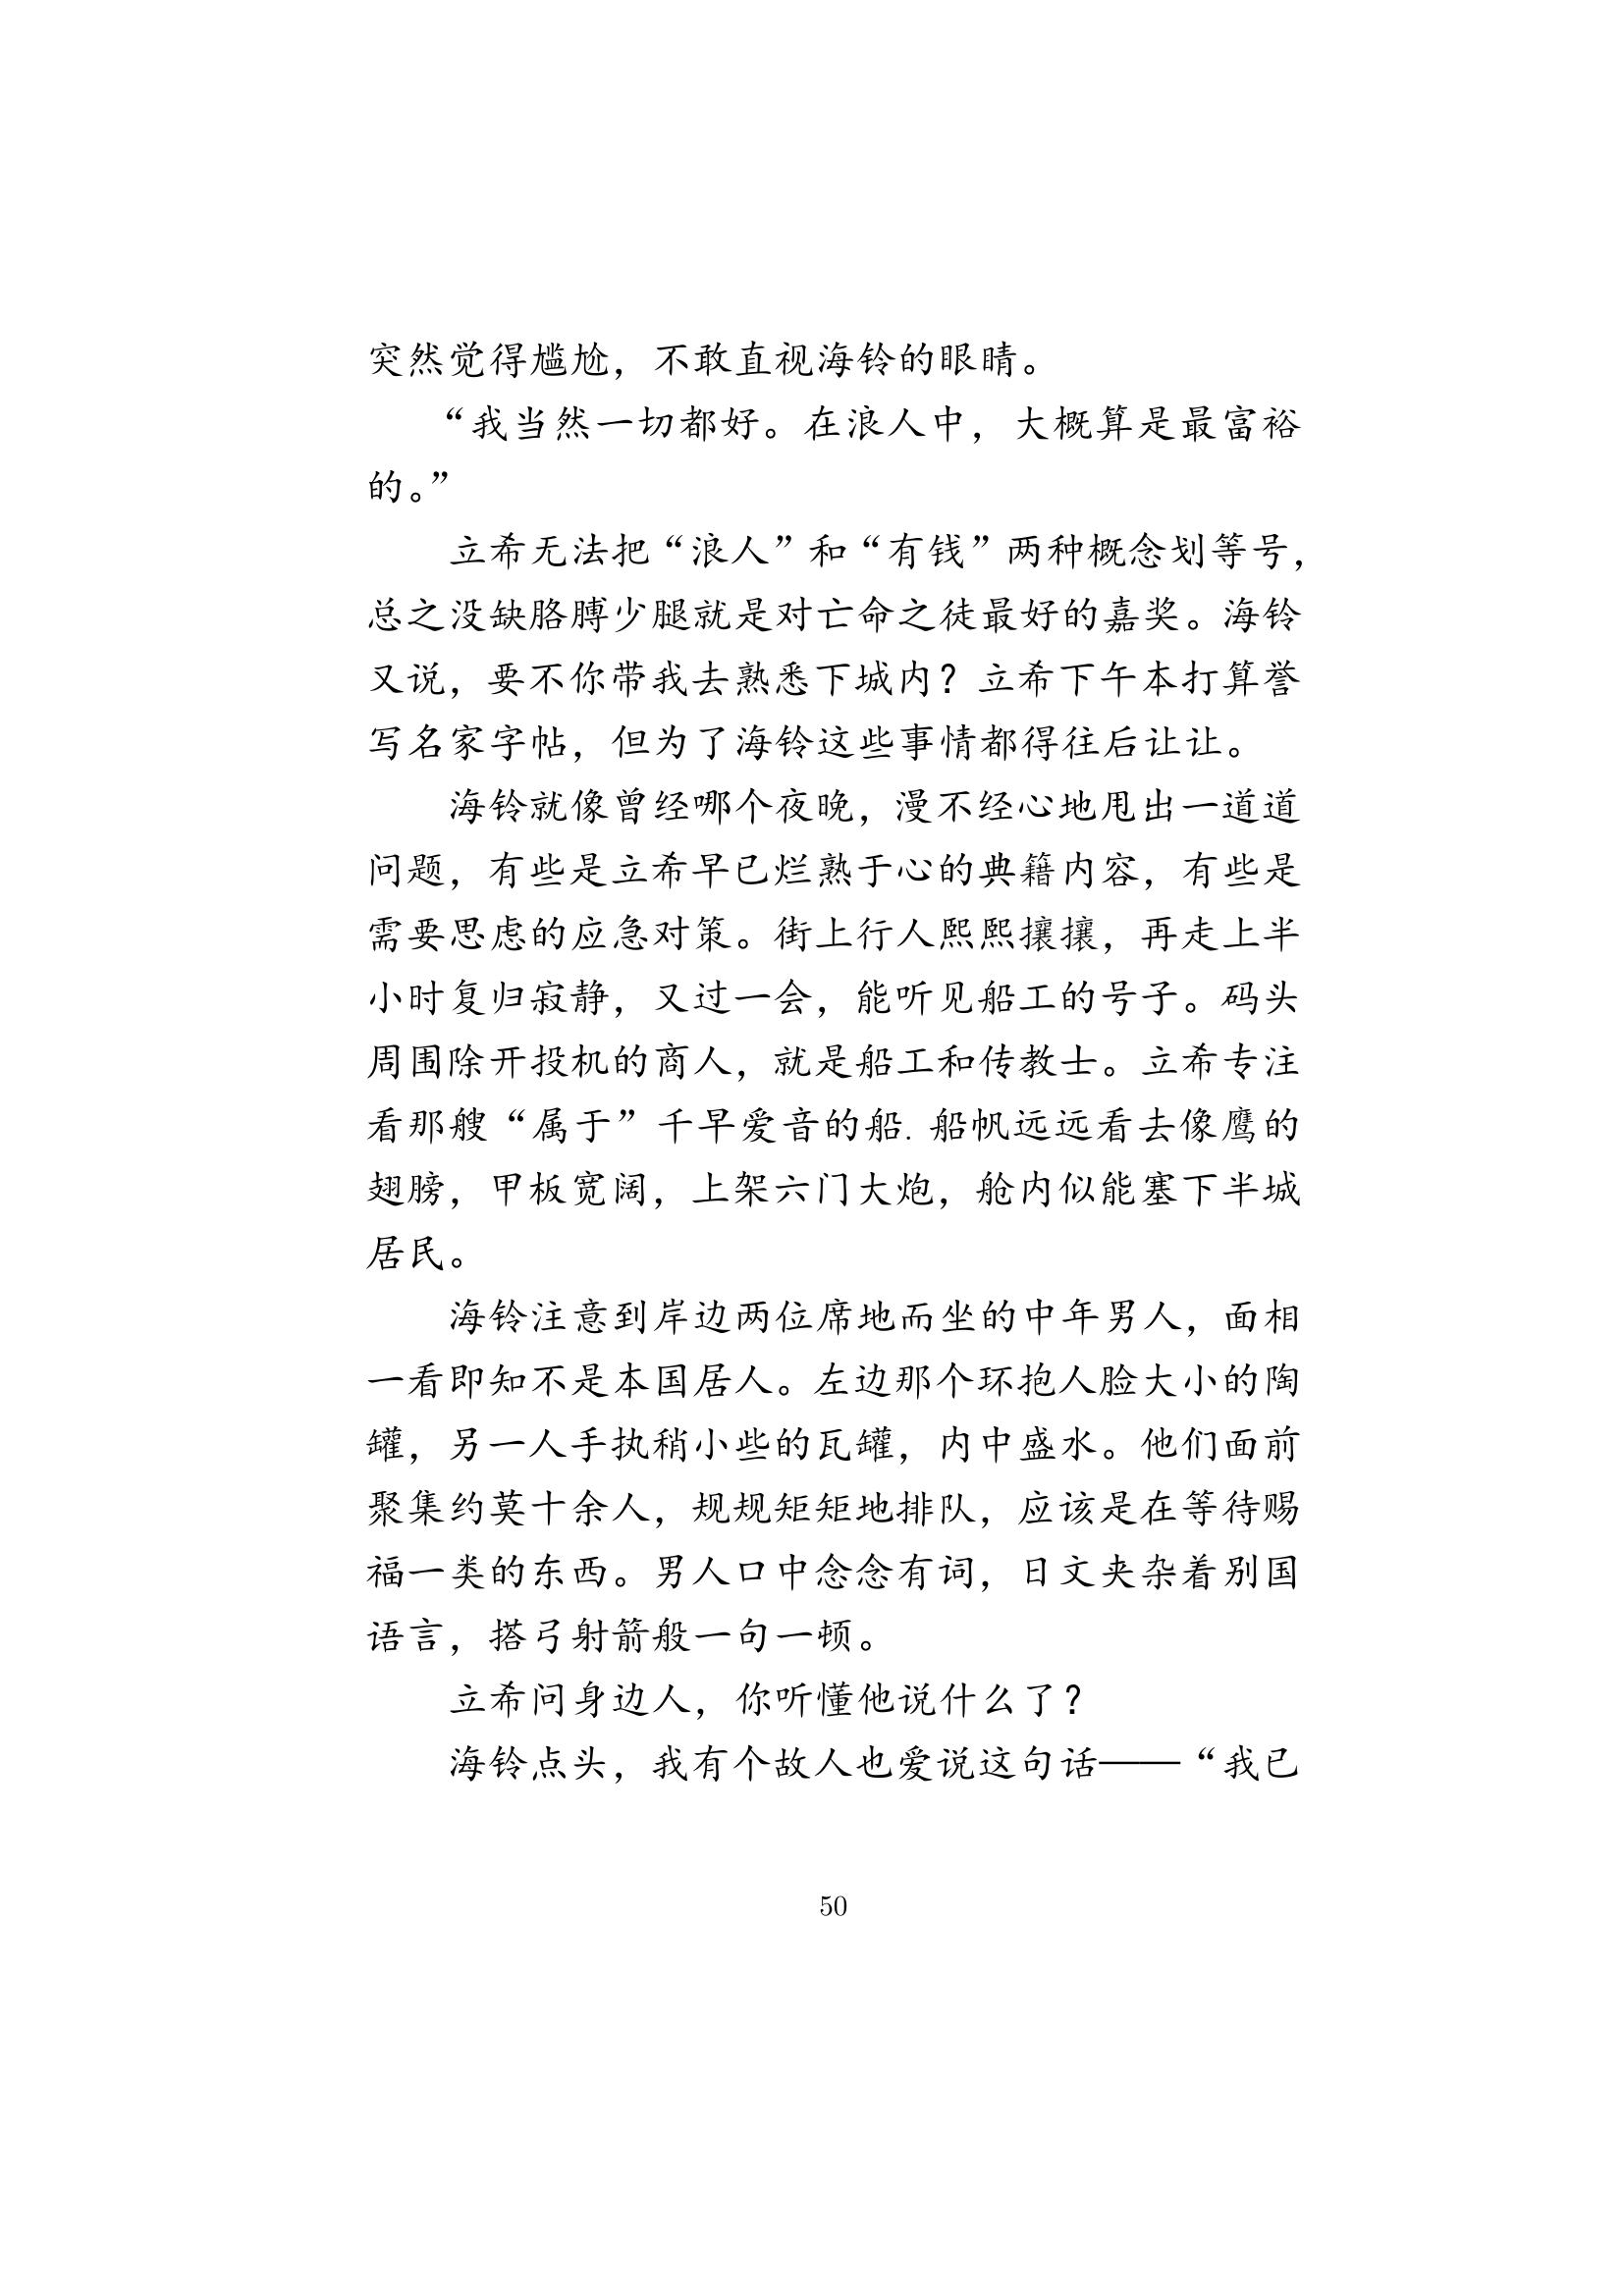 突然觉得尴尬，不敢直视海铃的眼睛。
“我当然一切都好。在浪人中，大概算是最富裕
的。”
立希无法把“浪人”和“有钱”两种概念划等号，
总之没缺胳膊少腿就是对亡命之徒最好的嘉奖。海铃
又说，要不你带我去熟悉下城内？立希下午本打算誊
写名家字帖，但为了海铃这些事情都得往后让让。
海铃就像曾经哪个夜晚，漫不经心地甩出一道道
问题，有些是立希早已烂熟于心的典籍内容，有些是
需要思虑的应急对策。街上行人熙熙攘攘，再走上半
小时复归寂静，又过一会，能听见船工的号子。码头
周围除开投机的商人，就是船工和传教士。立希专注
看那艘“属于”千早爱音的船. 船帆远远看去像鹰的
翅膀，甲板宽阔，上架六门大炮，舱内似能塞下半城
居民。
海铃注意到岸边两位席地而坐的中年男人，面相
一看即知不是本国居人。左边那个环抱人脸大小的陶
罐，另一人手执稍小些的瓦罐，内中盛水。他们面前
聚集约莫十余人，规规矩矩地排队，应该是在等待赐
福一类的东西。男人口中念念有词，日文夹杂着别国
语言，搭弓射箭般一句一顿。
立希问身边人，你听懂他说什么了？
海铃点头，我有个故人也爱说这句话——“我已
50